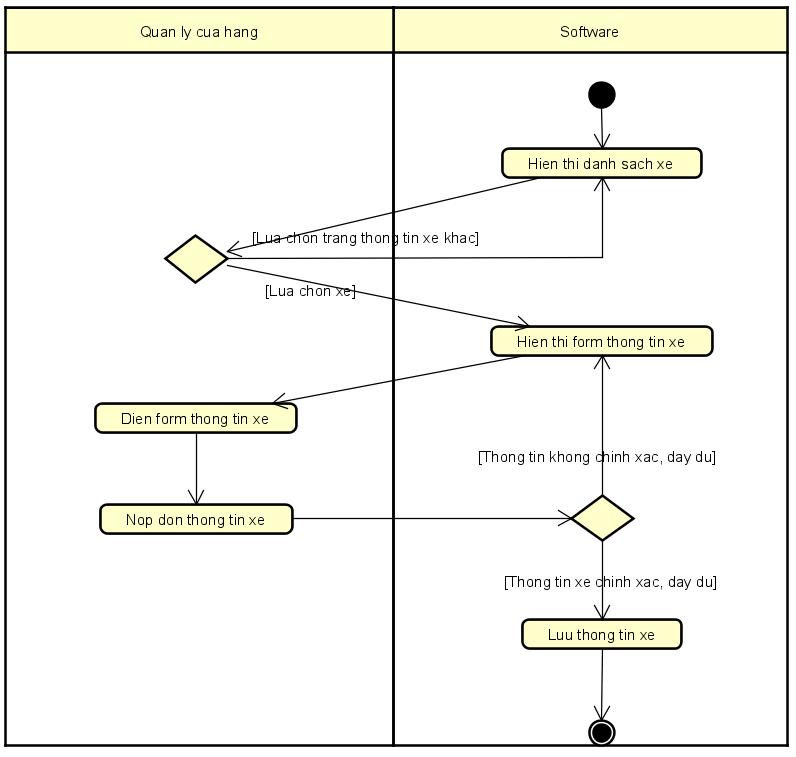 Quan ly cua hang
Software
Hien thi danh sach xe
[Lua chon trang thong tin xe khac]
[Lua chon xe]
Hien thi form thong tin xe
Dien form thong tin xe
[Thong tin khong chinh xac, day du]
Nop don thong tin xe
[Thong tin xe chinh xac, day du]
Luu thong tin xe